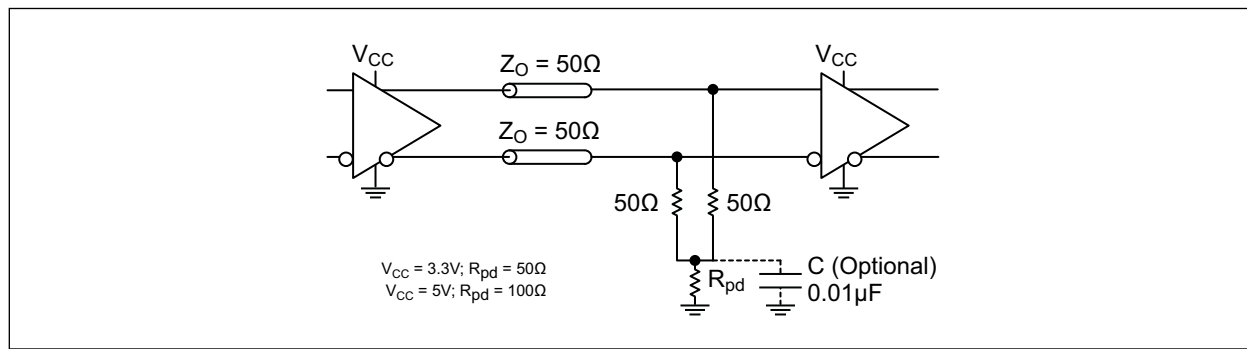 V_CC
Z_O = 50Ω
V_CC
Z_O = 50Ω
50Ω
50Ω
V_CC = 3.3V; R_pd = 50Ω
V_CC = 5V; R_pd = 100Ω
R_pd
C (Optional)
0.01µF